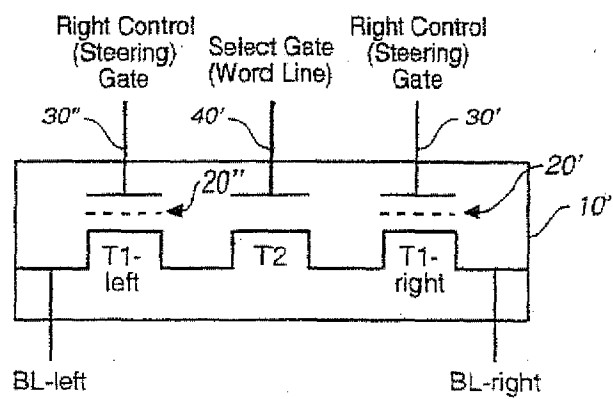 Right Control
(Steering)
Gate
Select Gate
(Word Line)
Right Control
(Steering)
Gate
30"
40'
30'
20"
20'
10'
T1-
left
T2
T1-
right
BL-left
BL-right